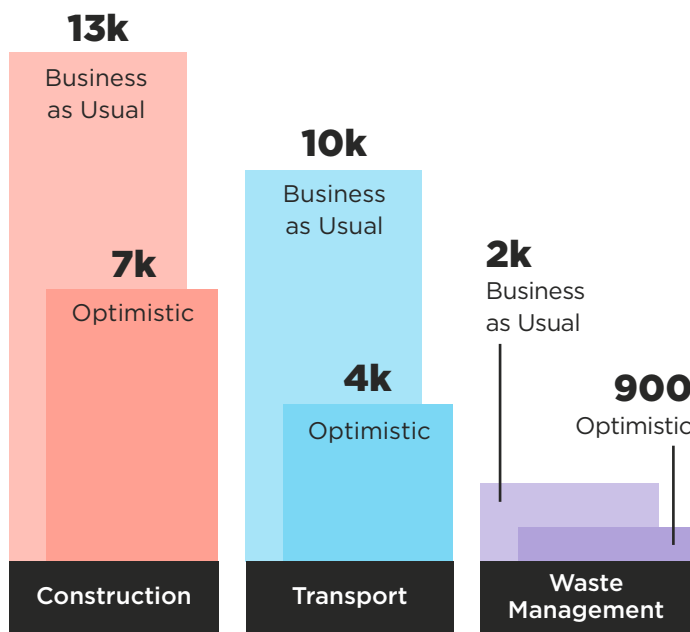 13k
Business
as Usual
7k
Optimistic
Construction
10k
Business
as Usual
4k
Optimistic
Transport
2k
Business
as Usual
900
Optimistic
Waste
Management